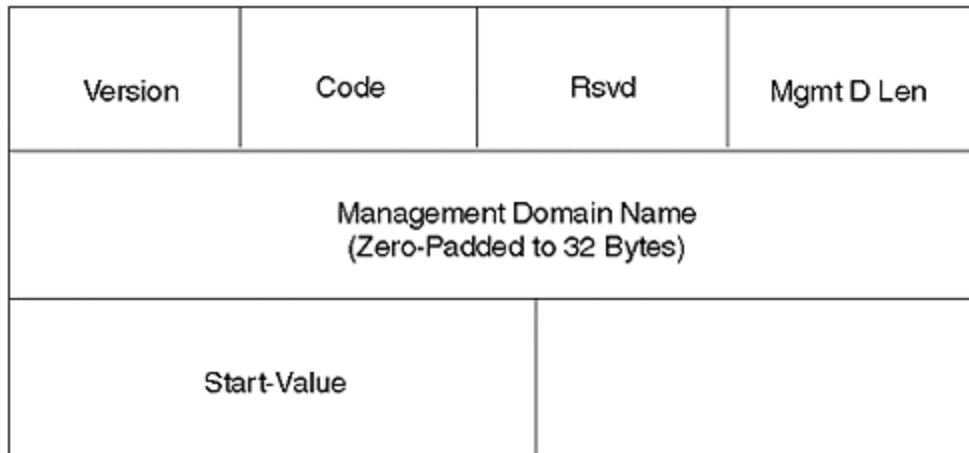 Version
Code
Rsvd
Mgmt D Len
Management Domain Name
(Zero-Padded to 32 Bytes)
Start-Value